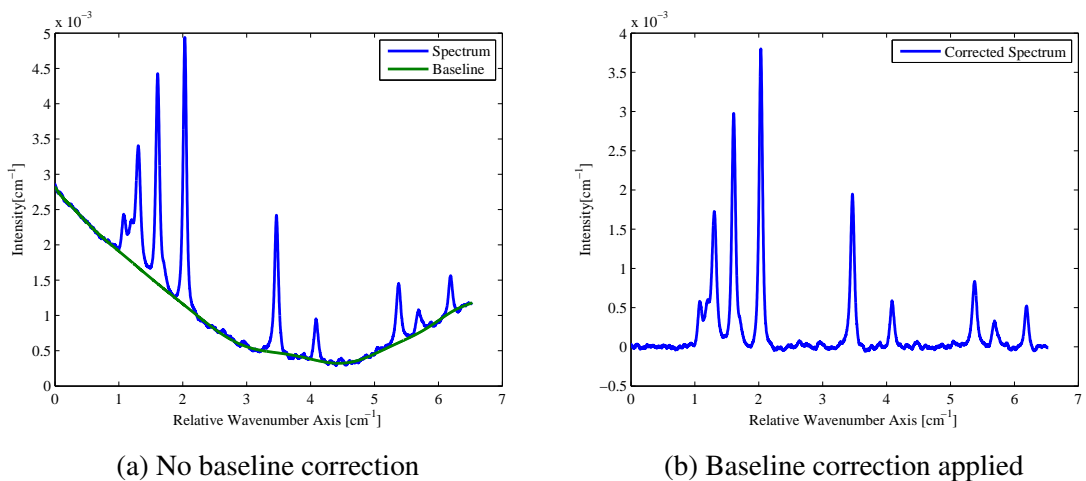 x 10⁻³
5
4.5
4
3.5
3
2.5
2
1.5
1
0.5
0
Intensity[cm⁻¹]
Spectrum
Baseline
0 1 2 3 4 5 6 7
Relative Wavenumber Axis [cm⁻¹]
(a) No baseline correction
x 10⁻³
4
3.5
3
2.5
2
1.5
1
0.5
0
−0.5
Intensity[cm⁻¹]
Corrected Spectrum
0 1 2 3 4 5 6 7
Relative Wavenumber Axis [cm⁻¹]
(b) Baseline correction applied